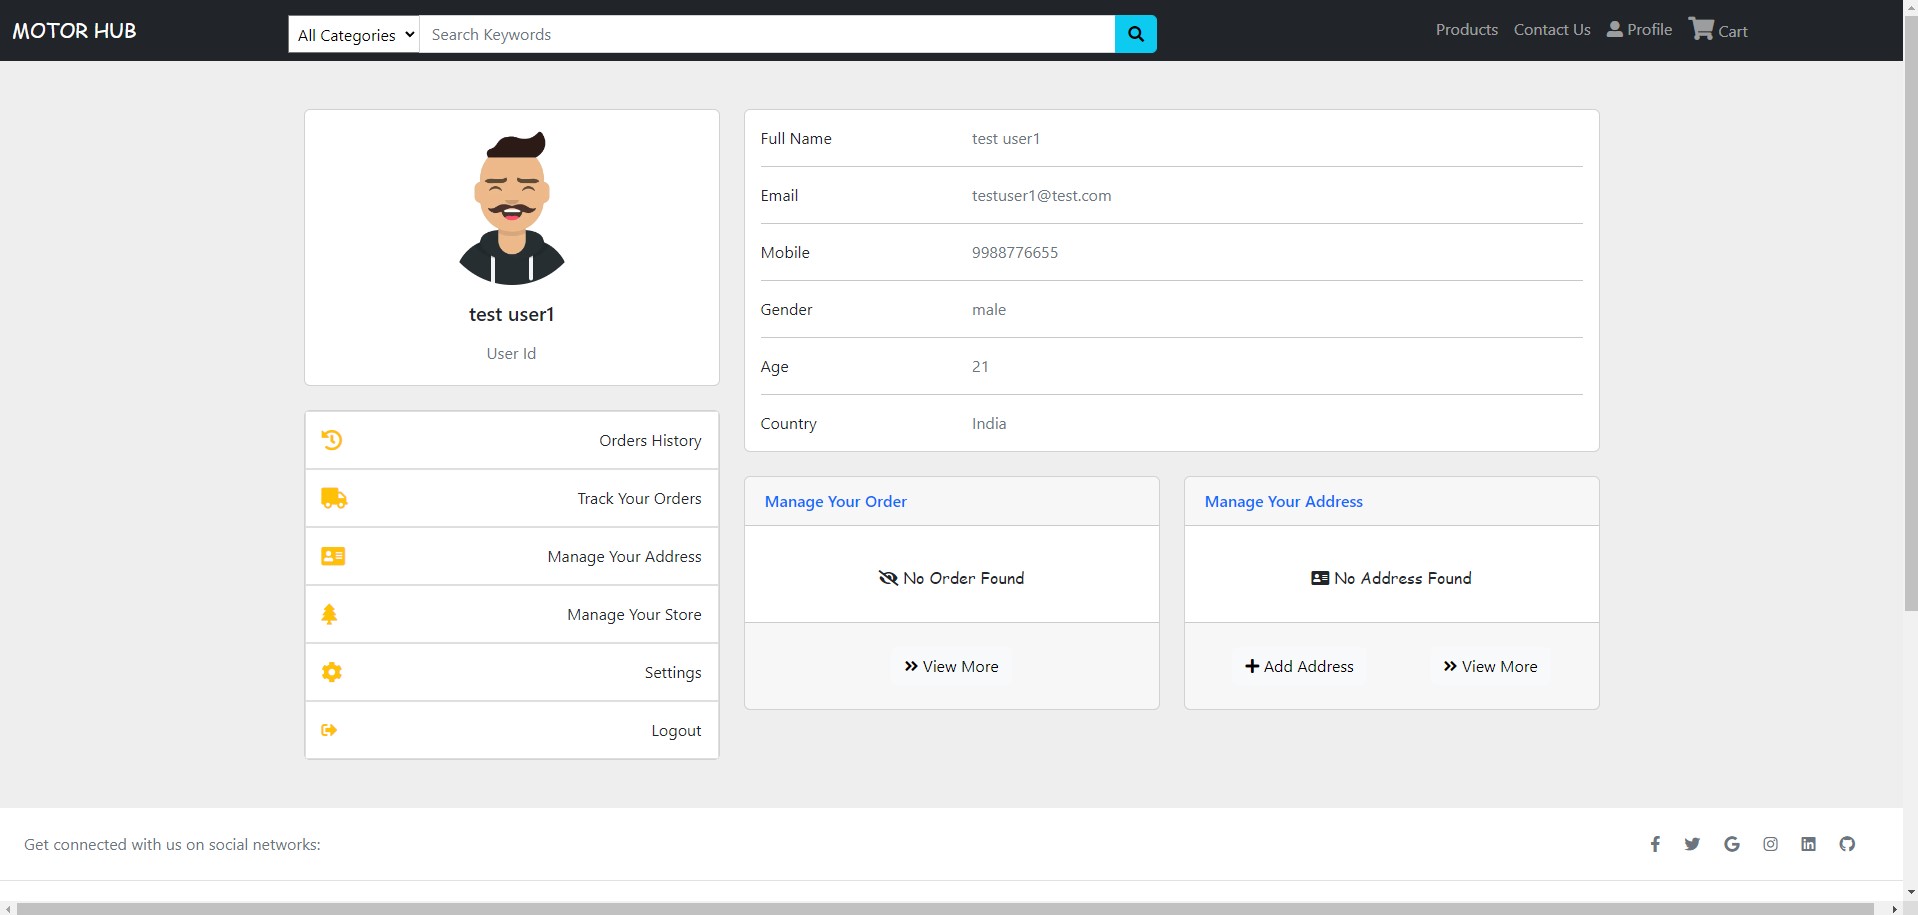 MOTOR HUB
All Categories Search Keywords
Products Contact Us Profile Cart
test user1
User Id
Full Name test user1
Email testuser1@test.com
Mobile 9988776655
Gender male
Age 21
Country India
Orders History
Track Your Orders
Manage Your Address
Manage Your Store
Settings
Logout
Manage Your Order
No Order Found
View More
Manage Your Address
No Address Found
Add Address View More
Get connected with us on social networks: